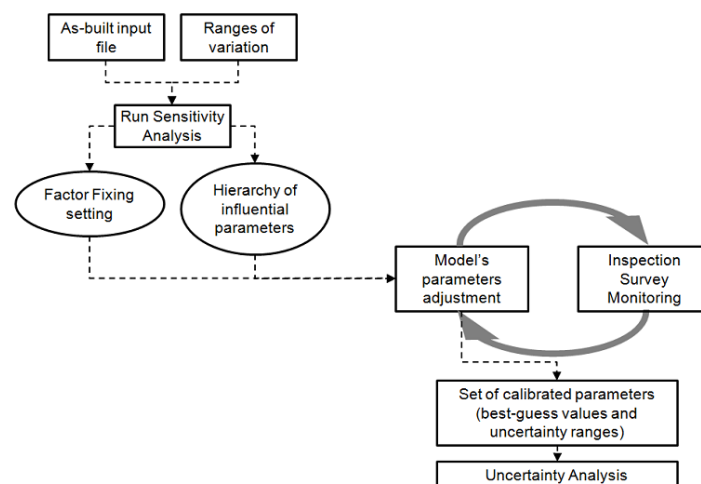 As-built input
file
Ranges of
variation
Run Sensitivity
Analysis
Factor Fixing
setting
Hierarchy of
influential
parameters
Model's
parameters
adjustment
Inspection
Survey
Monitoring
Set of calibrated parameters
(best-guess values and
uncertainty ranges)
Uncertainty Analysis